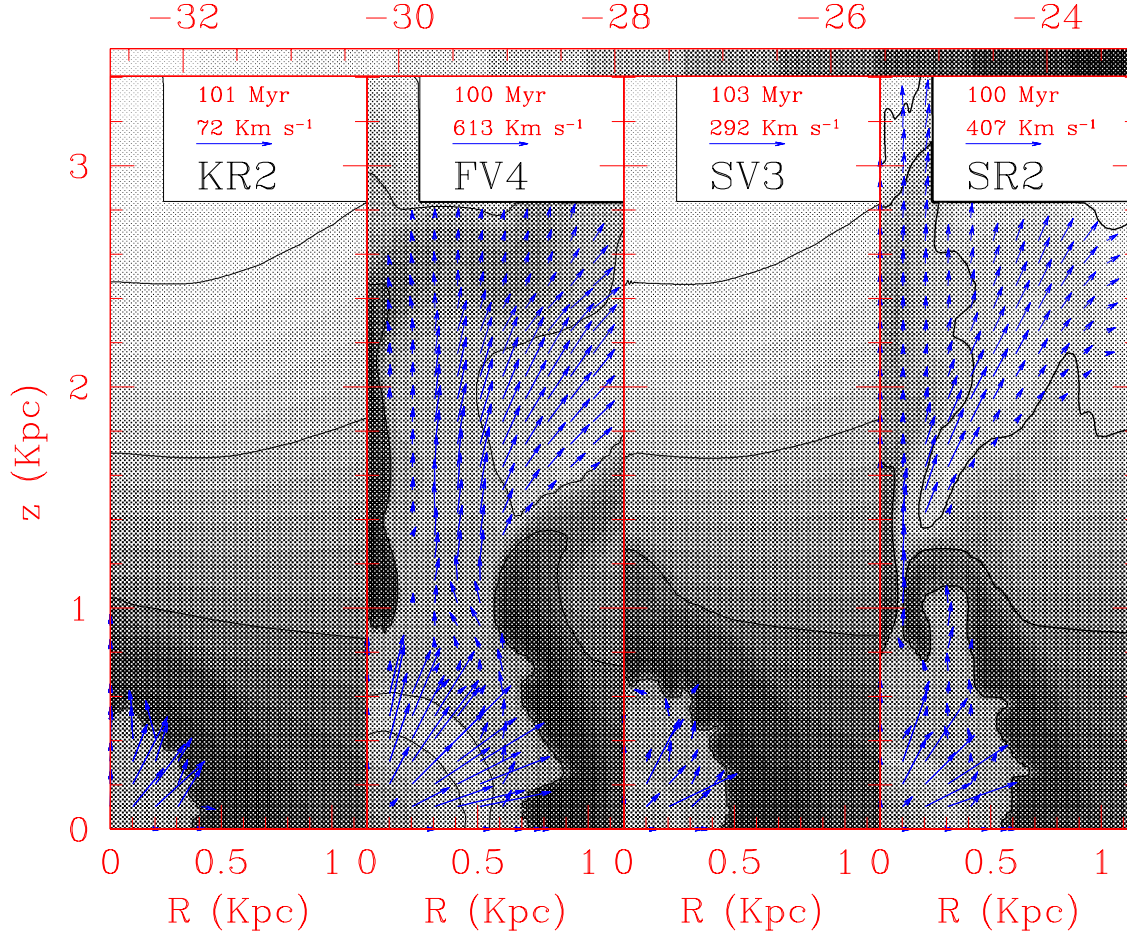 −32 −30 −28 −26 −24
101 Myr 100 Myr 103 Myr 100 Myr
72 Km s⁻¹ 613 Km s⁻¹ 292 Km s⁻¹ 407 Km s⁻¹
KR2 FV4 SV3 SR2
3
2
1
0
z (Kpc)
0 0.5 1 0 0.5 1 0 0.5 1 0 0.5 1
R (Kpc) R (Kpc) R (Kpc) R (Kpc)